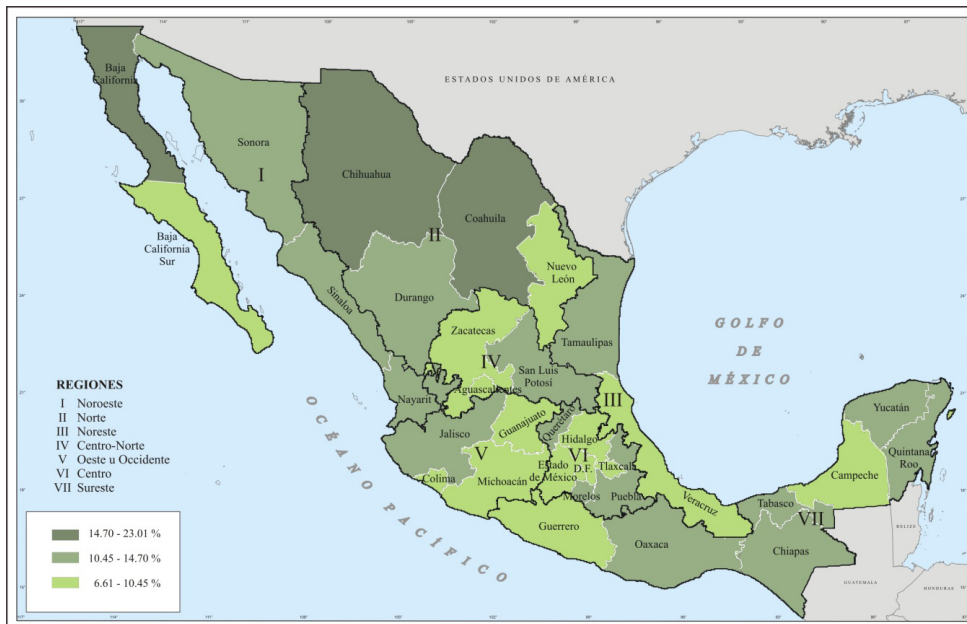 ESTADOS UNIDOS DE AMÉRICA
Baja
California
Sonora
I
Chihuahua
Coahuila
II
Baja
California
Sur
Nuevo
León
Sinaloa
Durango
Zacatecas
Tamaulipas
IV
San Luis
Potosí
Aguascalientes
Nayarit
V
GOLFO
DE
MÉXICO
III
Jalisco
Guanajuato
Querétaro
Hidalgo
V
VI
Colima
Michoacán
Estado
de México
D.F.
Tlaxcala
Morelos
Puebla
Veracruz
Guerrero
Oaxaca
Yucatán
Quintana
Roo
Campeche
Tabasco
VII
Chiapas
BELIZE
GUATEMALA
HONDURAS
OCÉANO PACÍFICO
REGIONES
I Noroeste
II Norte
III Noreste
IV Centro-Norte
V Oeste u Occidente
VI Centro
VII Sureste
14.70 - 23.01 %
10.45 - 14.70 %
6.61 - 10.45 %